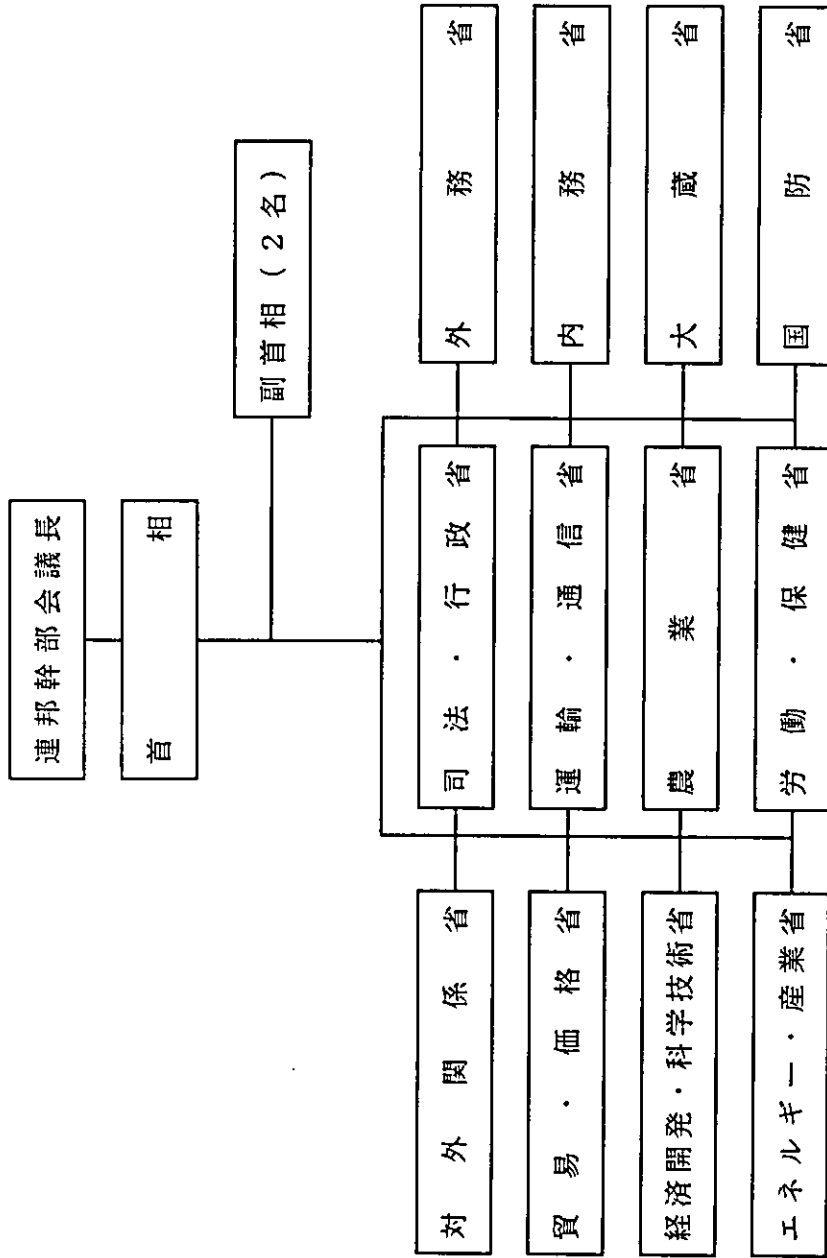 連邦幹部会議長
首相
副首相(2名)
対外関係省
司法・行政省
外務省
貿易・価格省
運輸・通信省
内務省
経済開発・科学技術省
農業省
大蔵省
エネルギー・産業省
労働・保健省
国防省